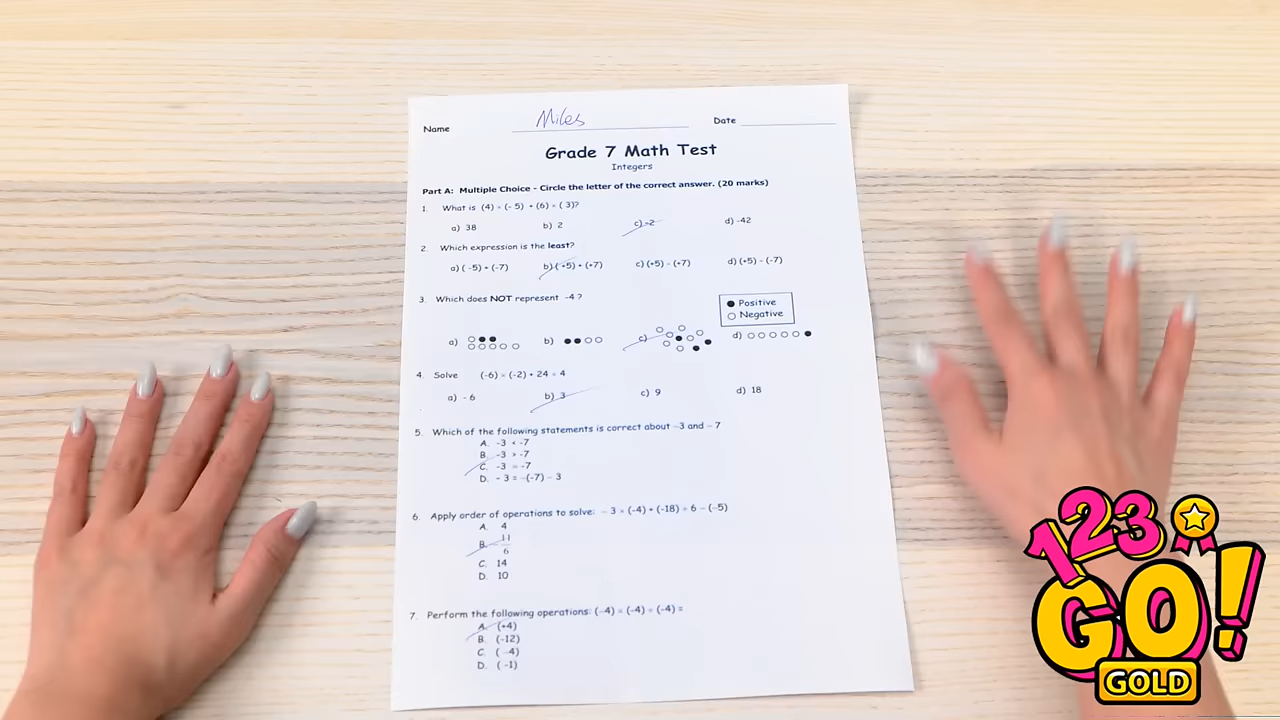 Name Miles Date
Grade 7 Math Test
Integers
Part A: Multiple Choice - Circle the letter of the correct answer. (20 marks)
1. What is (4) × (- 5) + (6) × ( 3)?
a) 38 b) 2 c) -2 d) -42
2. Which expression is the least?
a) ( -5) + (-7) b) ( +5) + (+7) c) (+5) - (+7) d) (+5) - (-7)
3. Which does NOT represent -4 ?
Positive
Negative
a) b) c) d)
4. Solve (-6) × (-2) + 24 ÷ 4
a) - 6 b) 3 c) 9 d) 18
5. Which of the following statements is correct about -3 and - 7
A. -3 < -7
B. -3 > -7
C. -3 = -7
D. - 3 = -(-7) - 3
6. Apply order of operations to solve: - 3 × (-4) + (-18) ÷ 6 - (-5)
A. 4
B. - 11
6
C. 14
D. 10
7. Perform the following operations: (-4) × (-4) ÷ (-4) =
A. (+4)
B. (-12)
C. ( -4)
D. ( -1)
123
GO!
GOLD